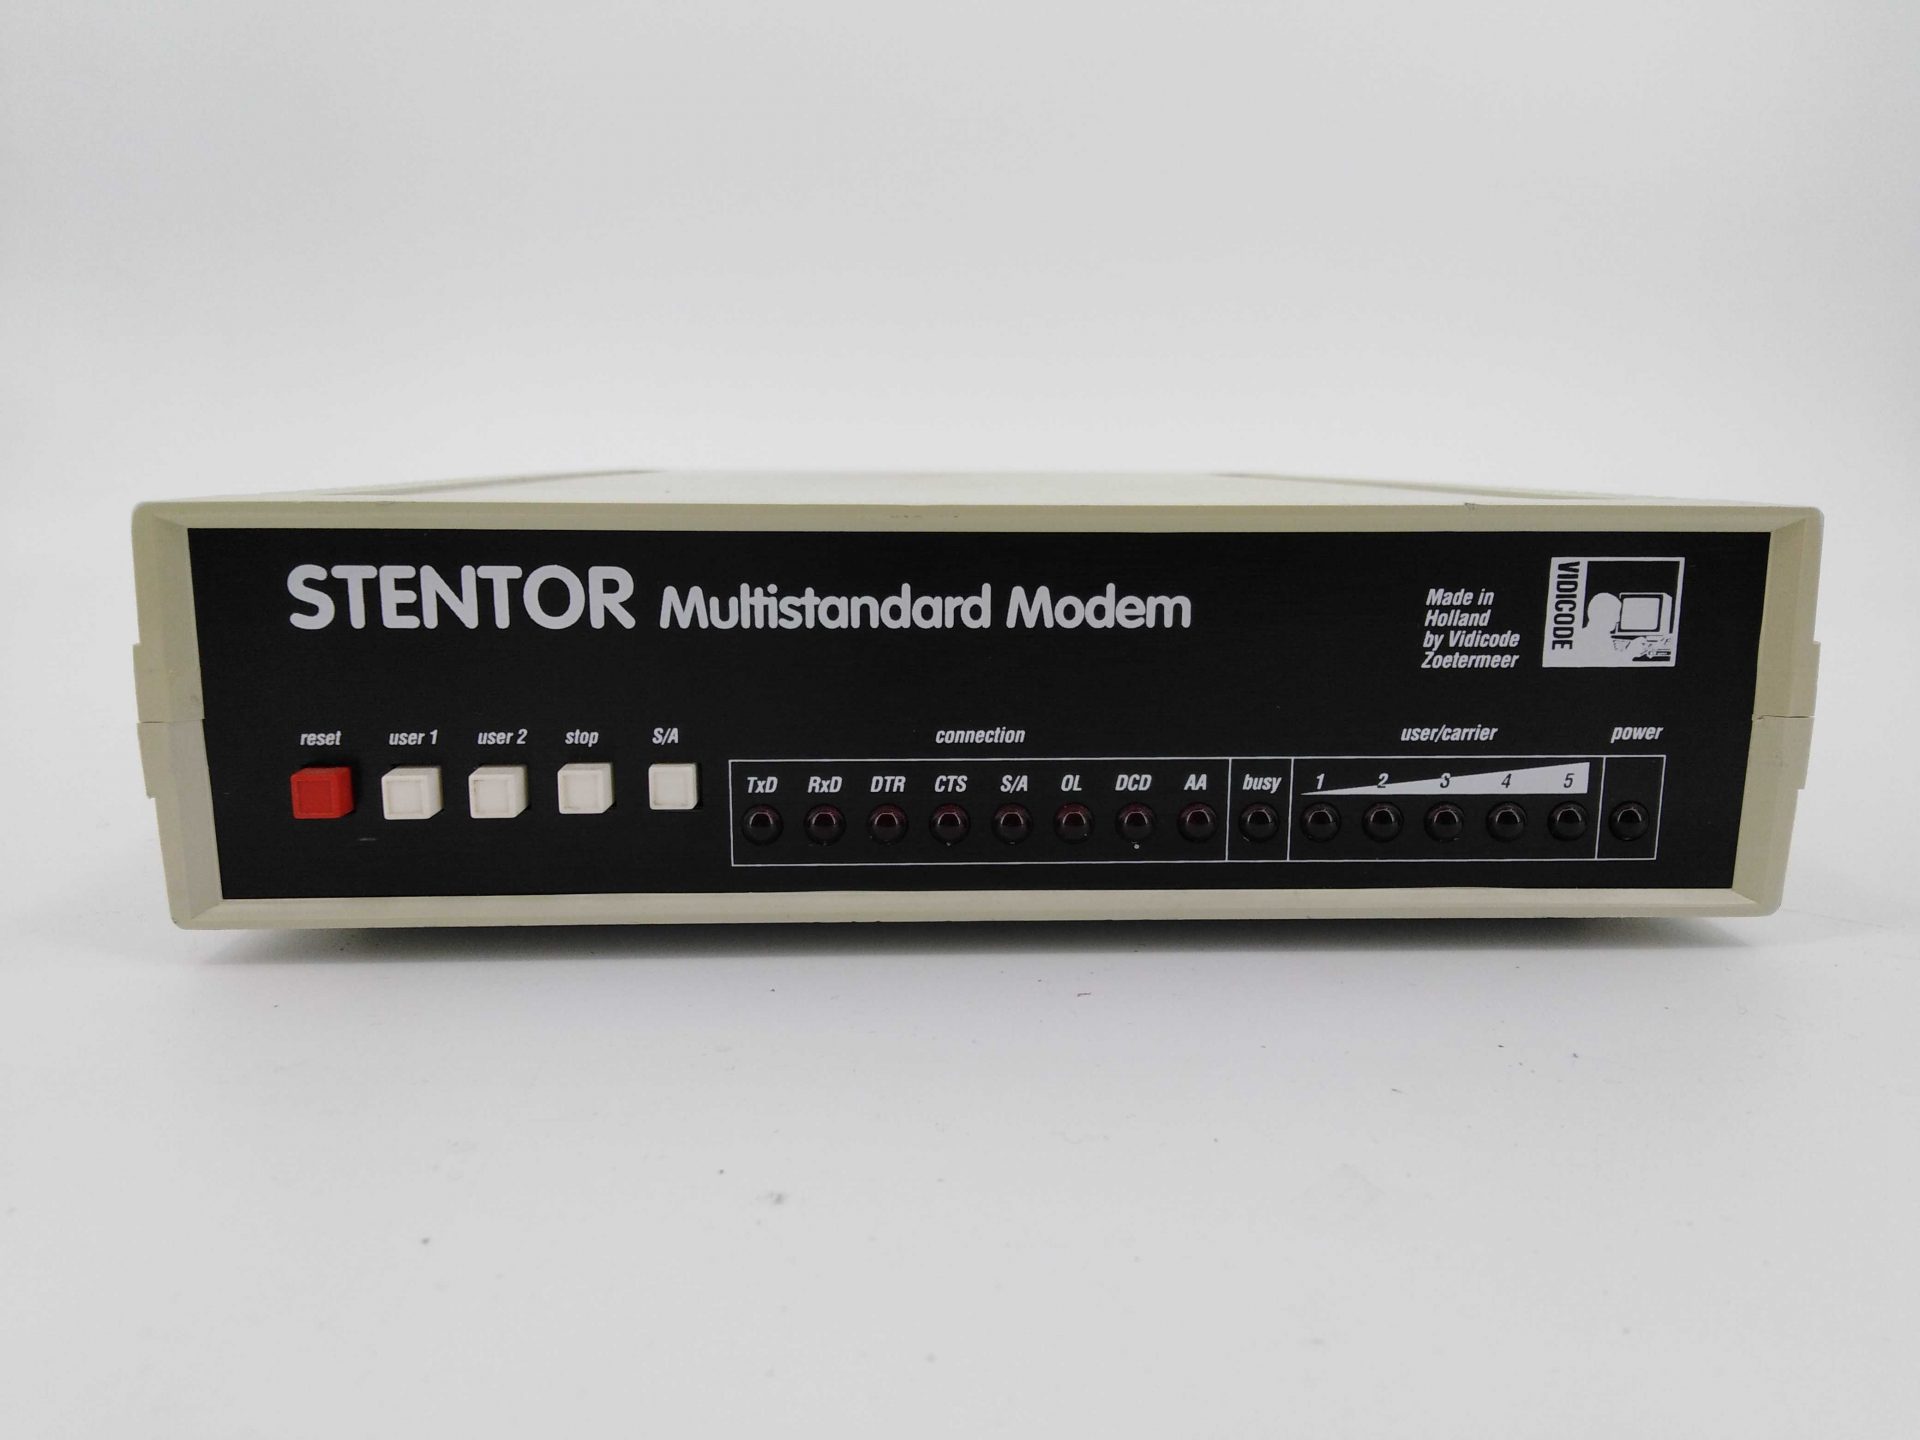 STENTOR Multistandard Modem
Made in
Holland
by Vidicode
Zoetermeer
VIDICODE
reset user 1 user 2 stop S/A connection user/carrier power
TxD RxD DTR CTS S/A OL DCD AA busy 1 2 3 4 5